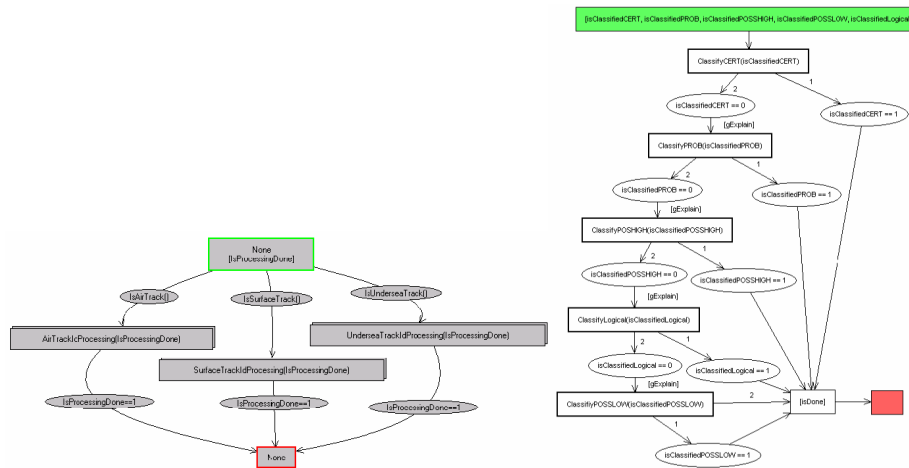 None
[IsProcessingDone]
IsAirTrack()
IsSurfaceTrack()
IsUnderseaTrack()
AirTrackIdProcessing(IsProcessingDone)
UnderseaTrackIdProcessing(IsProcessingDone)
SurfaceTrackIdProcessing(IsProcessingDone)
IsProcessingDone==1
IsProcessingDone==1
IsProcessingDone==1
None
[isClassifiedCERT, isClassifiedPROB, isClassifiedPOSSHIGH, isClassifiedPOSSLOW, isClassifiedLogical
ClassifyCERT(isClassifiedCERT)
2
1
isClassifiedCERT == 0
isClassifiedCERT == 1
[gExplain]
ClassifyPROB(isClassifiedPROB)
2
1
isClassifiedPROB == 0
isClassifiedPROB == 1
[gExplain]
ClassifyPOSHIGH(isClassifiedPOSSHIGH)
2
1
isClassifiedPOSSHIGH == 0
isClassifiedPOSSHIGH == 1
[gExplain]
ClassifyLogical(isClassifiedLogical)
2
1
isClassifiedLogical == 0
isClassifiedLogical == 1
[gExplain]
ClassifiyPOSSLOW(isClassifiedPOSSLOW)
2
[isDone]
1
isClassifiedPOSSLOW == 1